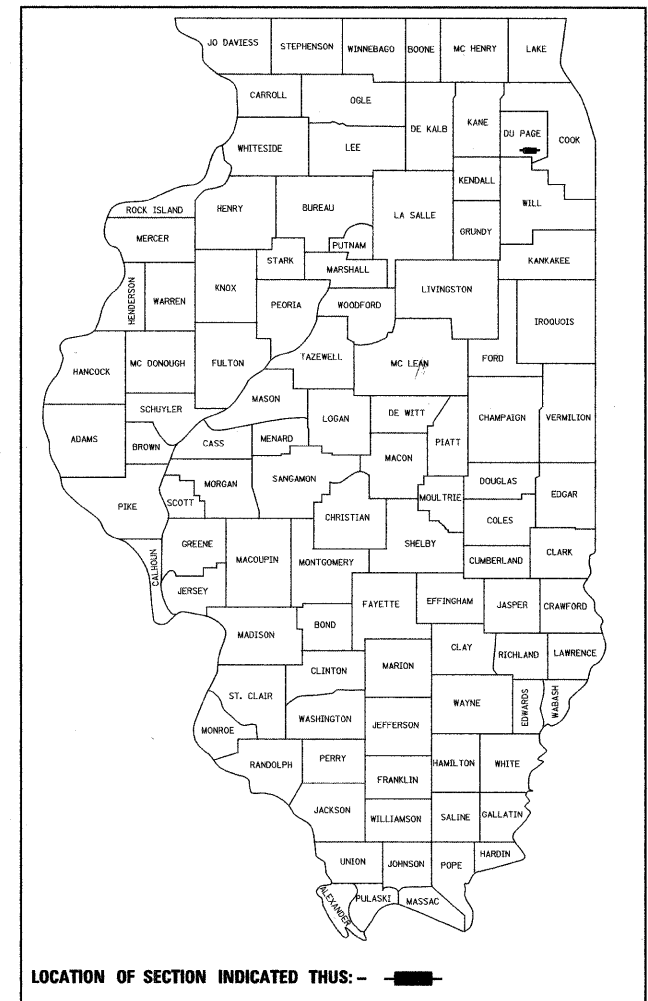 JO DAVIESS
STEPHENSON
WINNEBAGO
BOONE
MC HENRY
LAKE
CARROLL
OGLE
DE KALB
KANE
DU PAGE
COOK
WHITESIDE
LEE
KENDALL
WILL
ROCK ISLAND
HENRY
BUREAU
LA SALLE
GRUNDY
MERCER
PUTNAM
KANKAKEE
STARK
MARSHALL
HENDERSON
WARREN
KNOX
PEORIA
WOODFORD
LIVINGSTON
IROQUOIS
HANCOCK
MC DONOUGH
FULTON
TAZEWELL
MC LEAN
FORD
MASON
SCHUYLER
LOGAN
DE WITT
CHAMPAIGN
VERMILION
ADAMS
BROWN
CASS
MENARD
PIATT
MACON
PIKE
SCOTT
MORGAN
SANGAMON
MOULTRIE
DOUGLAS
EDGAR
CHRISTIAN
COLES
CALHOUN
GREENE
MACOUPIN
MONTGOMERY
SHELBY
CUMBERLAND
CLARK
JERSEY
FAYETTE
EFFINGHAM
JASPER
CRAWFORD
MADISON
BOND
CLAY
RICHLAND
LAWRENCE
CLINTON
MARION
ST. CLAIR
WAYNE
EDWARDS
WABASH
MONROE
WASHINGTON
JEFFERSON
RANDOLPH
PERRY
HAMILTON
WHITE
FRANKLIN
JACKSON
WILLIAMSON
SALINE
GALLATIN
UNION
JOHNSON
POPE
HARDIN
ALEXANDER
PULASKI
MASSAC
LOCATION OF SECTION INDICATED THUS: -